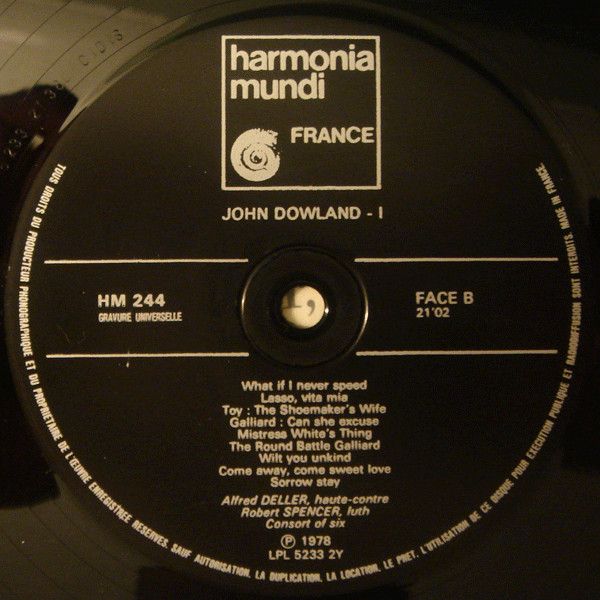 harmonia
mundi
FRANCE
JOHN DOWLAND - I
HM 244
GRAVURE UNIVERSELLE
FACE B
21'02
What if I never speed
Lasso, vita mia
Toy : The Shoemaker's Wife
Galliard : Can she excuse
Mistress White's Thing
The Round Battle Galliard
Wilt you unkind
Come away, come sweet love
Sorrow stay
Alfred DELLER, haute-contre
Robert SPENCER, luth
Consort of six
Ⓟ 1978
LPL 5233 2Y
TOUS DROITS DU PRODUCTEUR PHONOGRAPHIQUE ET DU PROPRIETAIRE DE L'ŒUVRE ENREGISTREE RESERVES. SAUF AUTORISATION, LA DUPLICATION, LA LOCATION, LE PRET, L'UTILISATION DE CE DISQUE POUR EXECUTION PUBLIQUE ET RADIODIFFUSION SONT INTERDITS. MADE IN FRANCE.